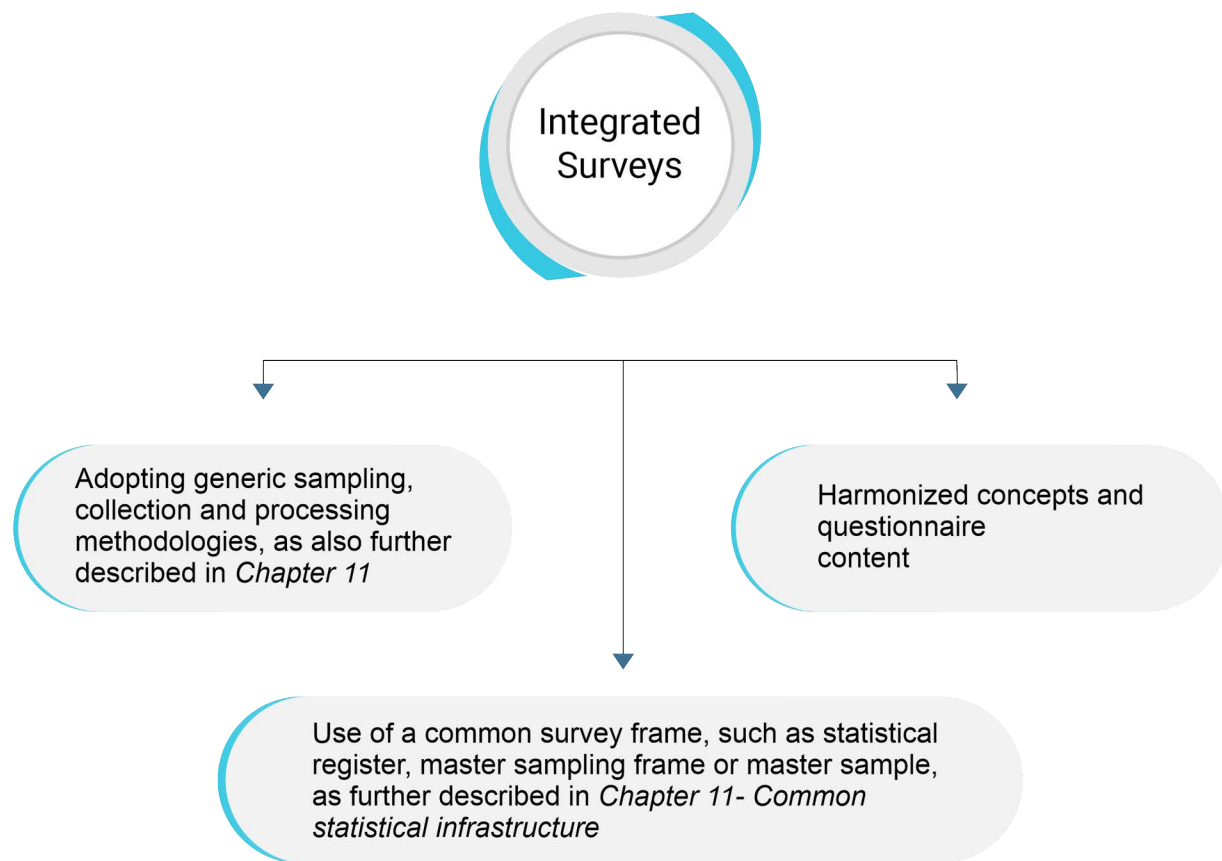 Integrated
Surveys
Adopting generic sampling,
collection and processing
methodologies, as also further
described in Chapter 11
Harmonized concepts and
questionnaire
content
Use of a common survey frame, such as statistical
register, master sampling frame or master sample,
as further described in Chapter 11- Common
statistical infrastructure